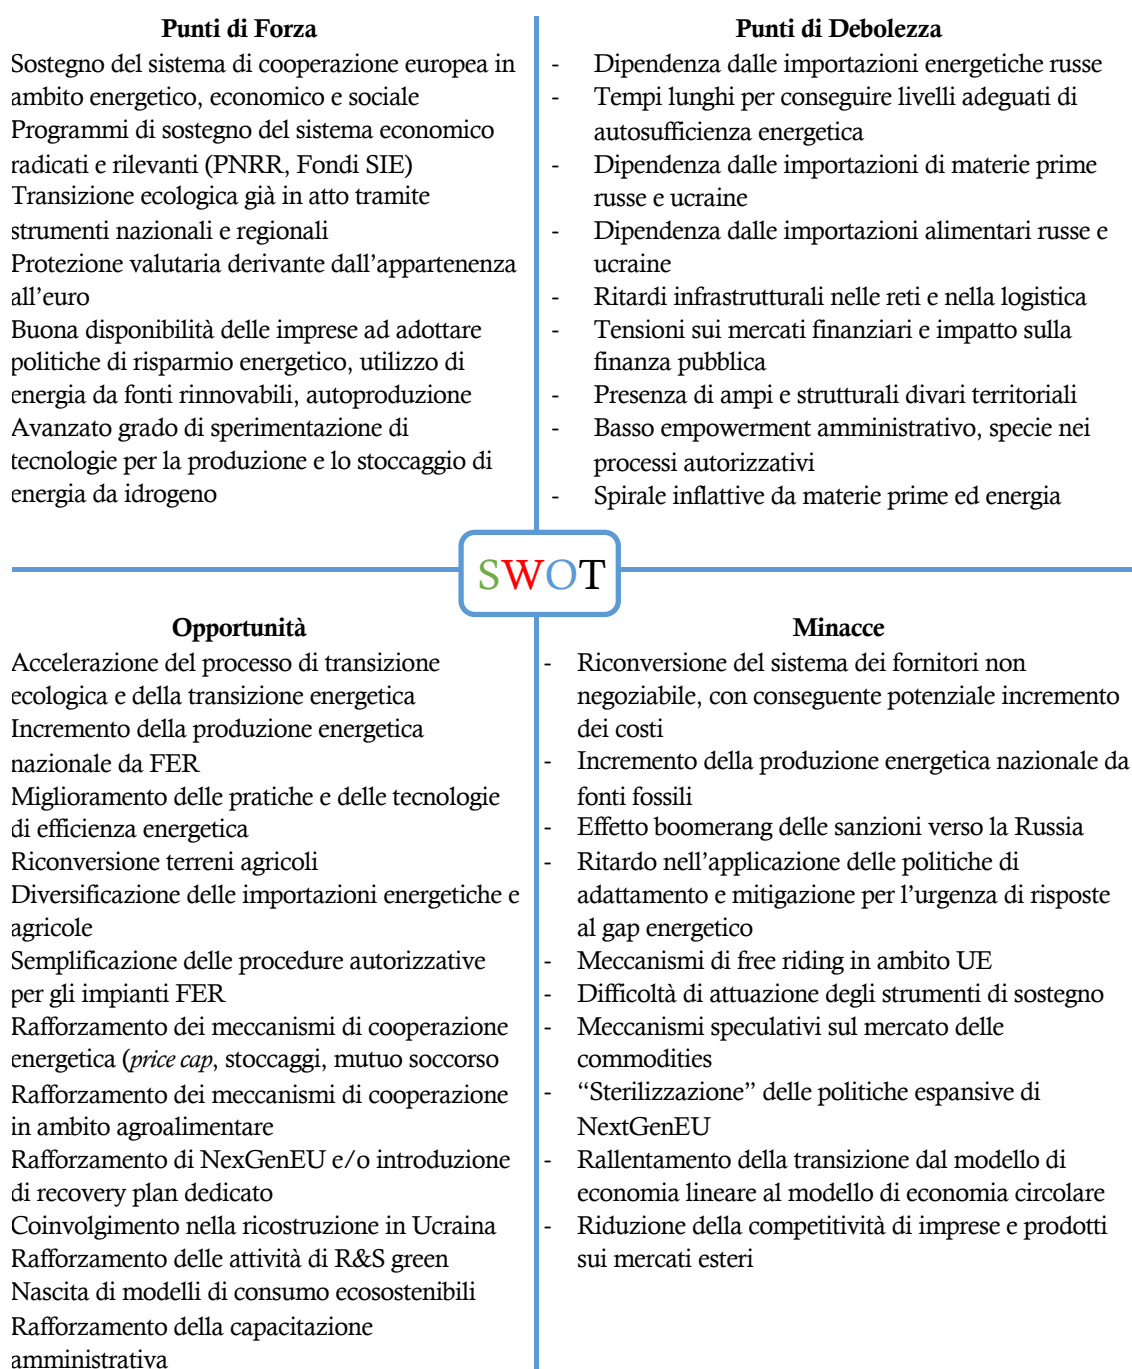 Punti di Forza
Sostegno del sistema di cooperazione europea in
ambito energetico, economico e sociale
Programmi di sostegno del sistema economico
radicati e rilevanti (PNRR, Fondi SIE)
Transizione ecologica già in atto tramite
strumenti nazionali e regionali
Protezione valutaria derivante dall’appartenenza
all’euro
Buona disponibilità delle imprese ad adottare
politiche di risparmio energetico, utilizzo di
energia da fonti rinnovabili, autoproduzione
Avanzato grado di sperimentazione di
tecnologie per la produzione e lo stoccaggio di
energia da idrogeno
Punti di Debolezza
- Dipendenza dalle importazioni energetiche russe
- Tempi lunghi per conseguire livelli adeguati di
autosufficienza energetica
- Dipendenza dalle importazioni di materie prime
russe e ucraine
- Dipendenza dalle importazioni alimentari russe e
ucraine
- Ritardi infrastrutturali nelle reti e nella logistica
- Tensioni sui mercati finanziari e impatto sulla
finanza pubblica
- Presenza di ampi e strutturali divari territoriali
- Basso empowerment amministrativo, specie nei
processi autorizzativi
- Spirale inflattive da materie prime ed energia
SWOT
Opportunità
Accelerazione del processo di transizione
ecologica e della transizione energetica
Incremento della produzione energetica
nazionale da FER
Miglioramento delle pratiche e delle tecnologie
di efficienza energetica
Riconversione terreni agricoli
Diversificazione delle importazioni energetiche e
agricole
Semplificazione delle procedure autorizzative
per gli impianti FER
Rafforzamento dei meccanismi di cooperazione
energetica (price cap, stoccaggi, mutuo soccorso
Rafforzamento dei meccanismi di cooperazione
in ambito agroalimentare
Rafforzamento di NexGenEU e/o introduzione
di recovery plan dedicato
Coinvolgimento nella ricostruzione in Ucraina
Rafforzamento delle attività di R&S green
Nascita di modelli di consumo ecosostenibili
Rafforzamento della capacitazione
amministrativa
Minacce
- Riconversione del sistema dei fornitori non
negoziabile, con conseguente potenziale incremento
dei costi
- Incremento della produzione energetica nazionale da
fonti fossili
- Effetto boomerang delle sanzioni verso la Russia
- Ritardo nell’applicazione delle politiche di
adattamento e mitigazione per l’urgenza di risposte
al gap energetico
- Meccanismi di free riding in ambito UE
- Difficoltà di attuazione degli strumenti di sostegno
- Meccanismi speculativi sul mercato delle
commodities
- “Sterilizzazione” delle politiche espansive di
NextGenEU
- Rallentamento della transizione dal modello di
economia lineare al modello di economia circolare
- Riduzione della competitività di imprese e prodotti
sui mercati esteri